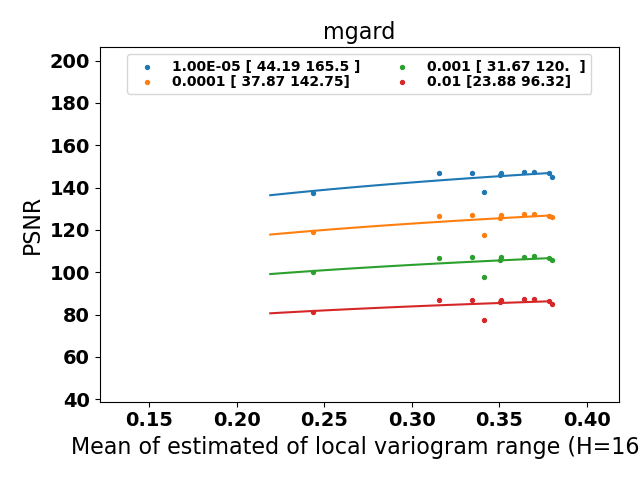 mgard
1.00E-05 [ 44.19 165.5 ]
0.0001 [ 37.87 142.75]
0.001 [ 31.67 120.  ]
0.01 [23.88 96.32]
PSNR
200
180
160
140
120
100
80
60
40
0.15 0.20 0.25 0.30 0.35 0.40
Mean of estimated of local variogram range (H=16